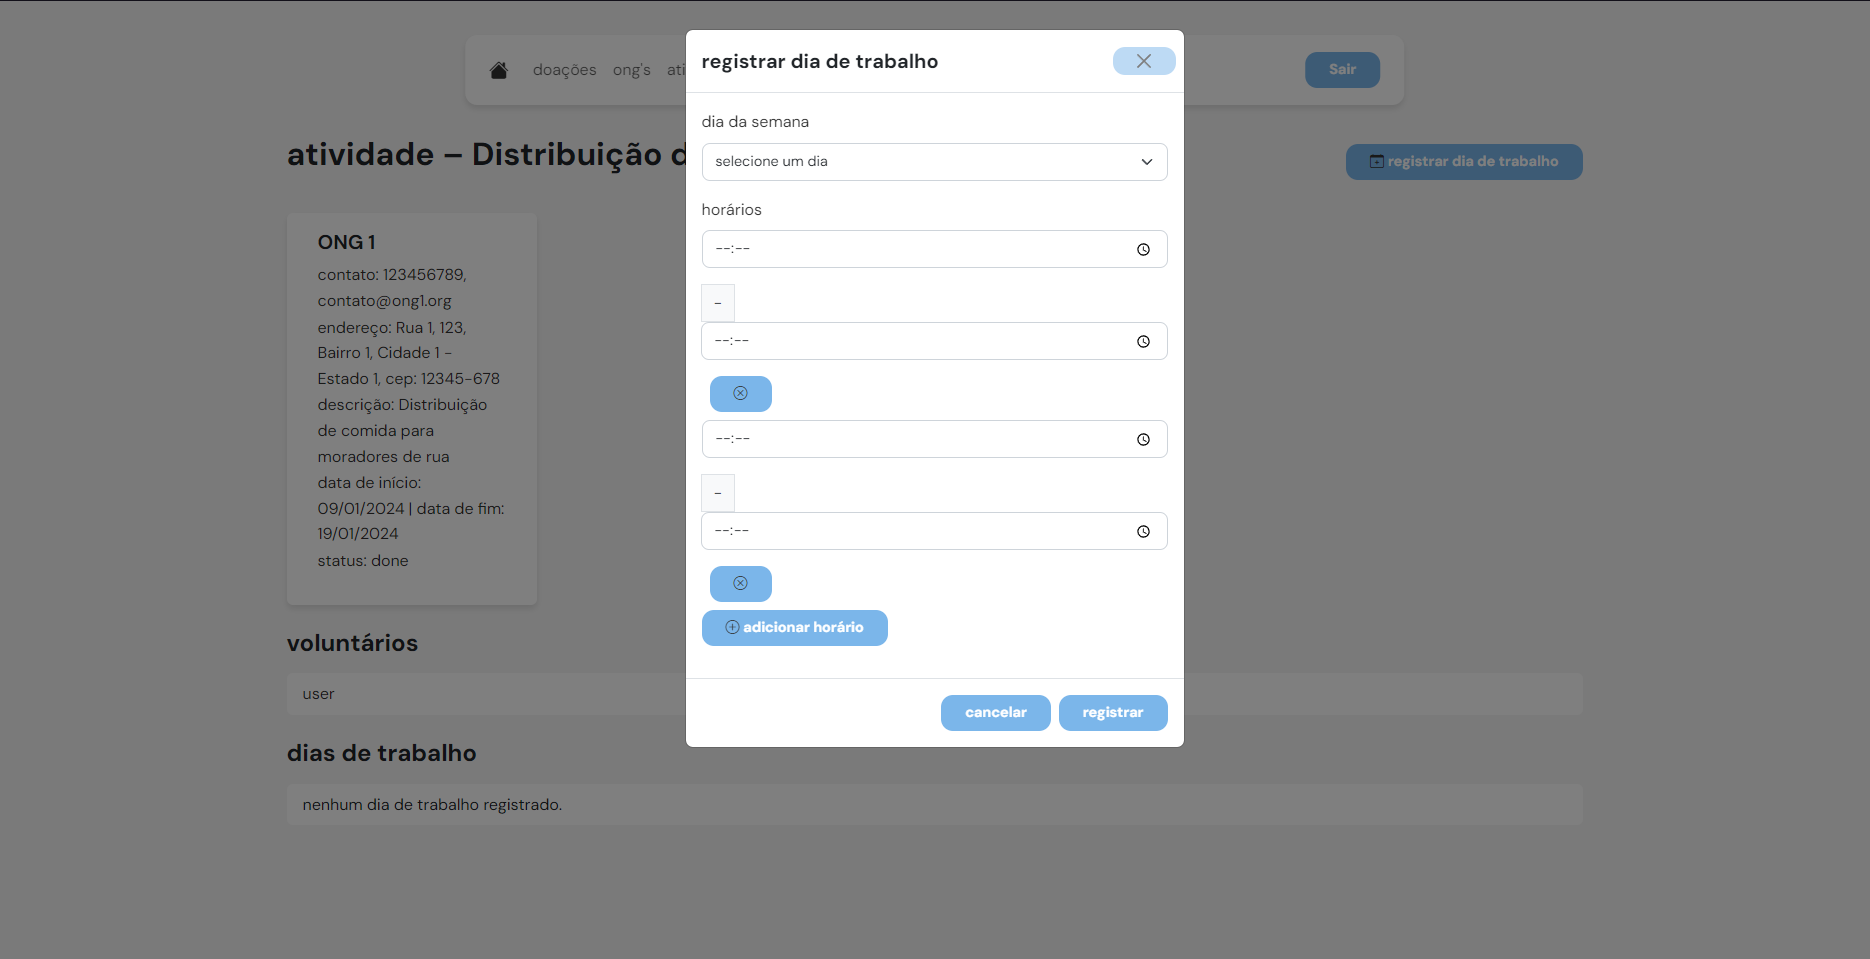 doações ong's ati
Sair
atividade – Distribuição d
registrar dia de trabalho
ONG 1
contato: 123456789,
contato@ong1.org
endereço: Rua 1, 123,
Bairro 1, Cidade 1 -
Estado 1, cep: 12345-678
descrição: Distribuição
de comida para
moradores de rua
data de início:
09/01/2024 | data de fim:
19/01/2024
status: done
voluntários
user
dias de trabalho
nenhum dia de trabalho registrado.
registrar dia de trabalho
dia da semana
selecione um dia
horários
--:--
-
--:--
--:--
-
--:--
adicionar horário
cancelar registrar